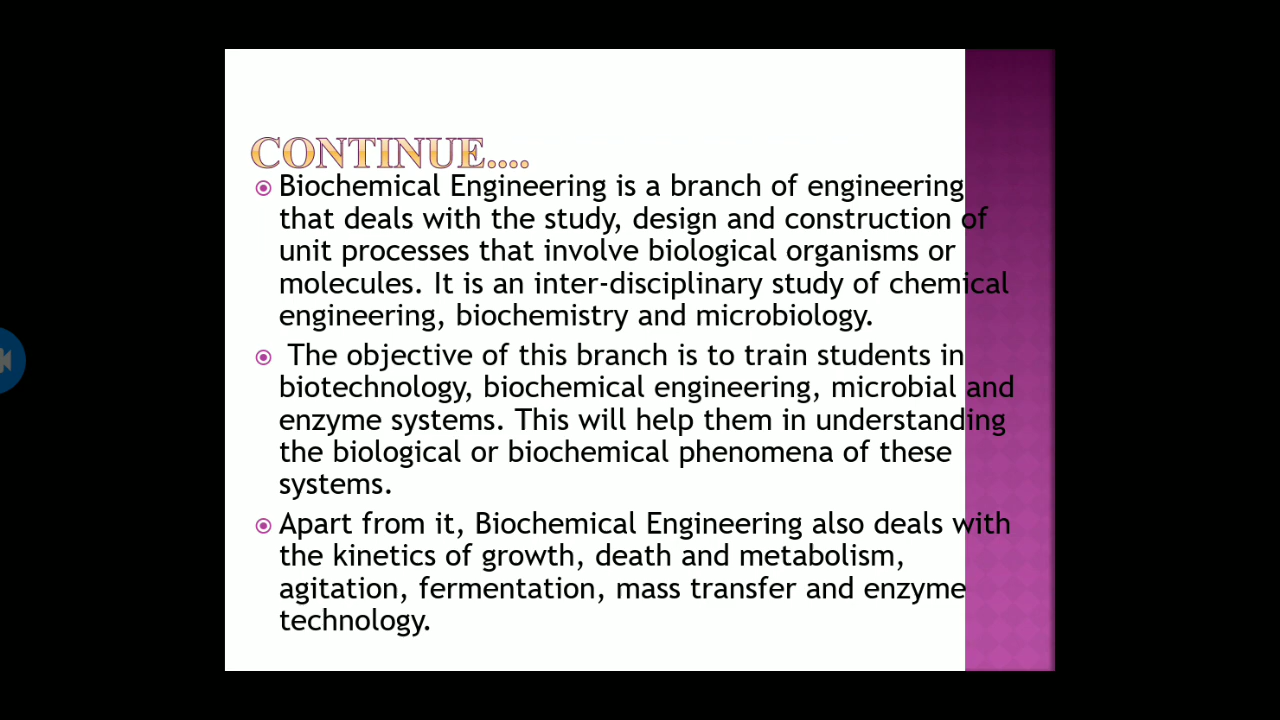 CONTINUE....
Biochemical Engineering is a branch of engineering
that deals with the study, design and construction of
unit processes that involve biological organisms or
molecules. It is an inter-disciplinary study of chemical
engineering, biochemistry and microbiology.
The objective of this branch is to train students in
biotechnology, biochemical engineering, microbial and
enzyme systems. This will help them in understanding
the biological or biochemical phenomena of these
systems.
Apart from it, Biochemical Engineering also deals with
the kinetics of growth, death and metabolism,
agitation, fermentation, mass transfer and enzyme
technology.